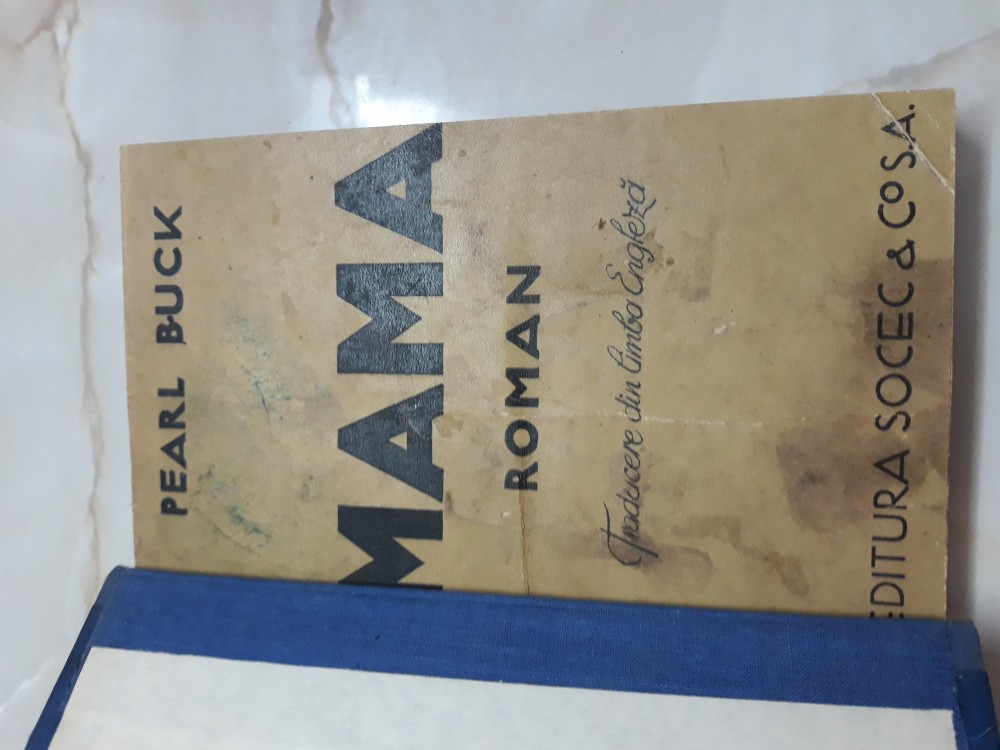 PEARL BUCK
MAMA
ROMAN
Traducere din limba Engleză
EDITURA SOCEC & Co S.A.